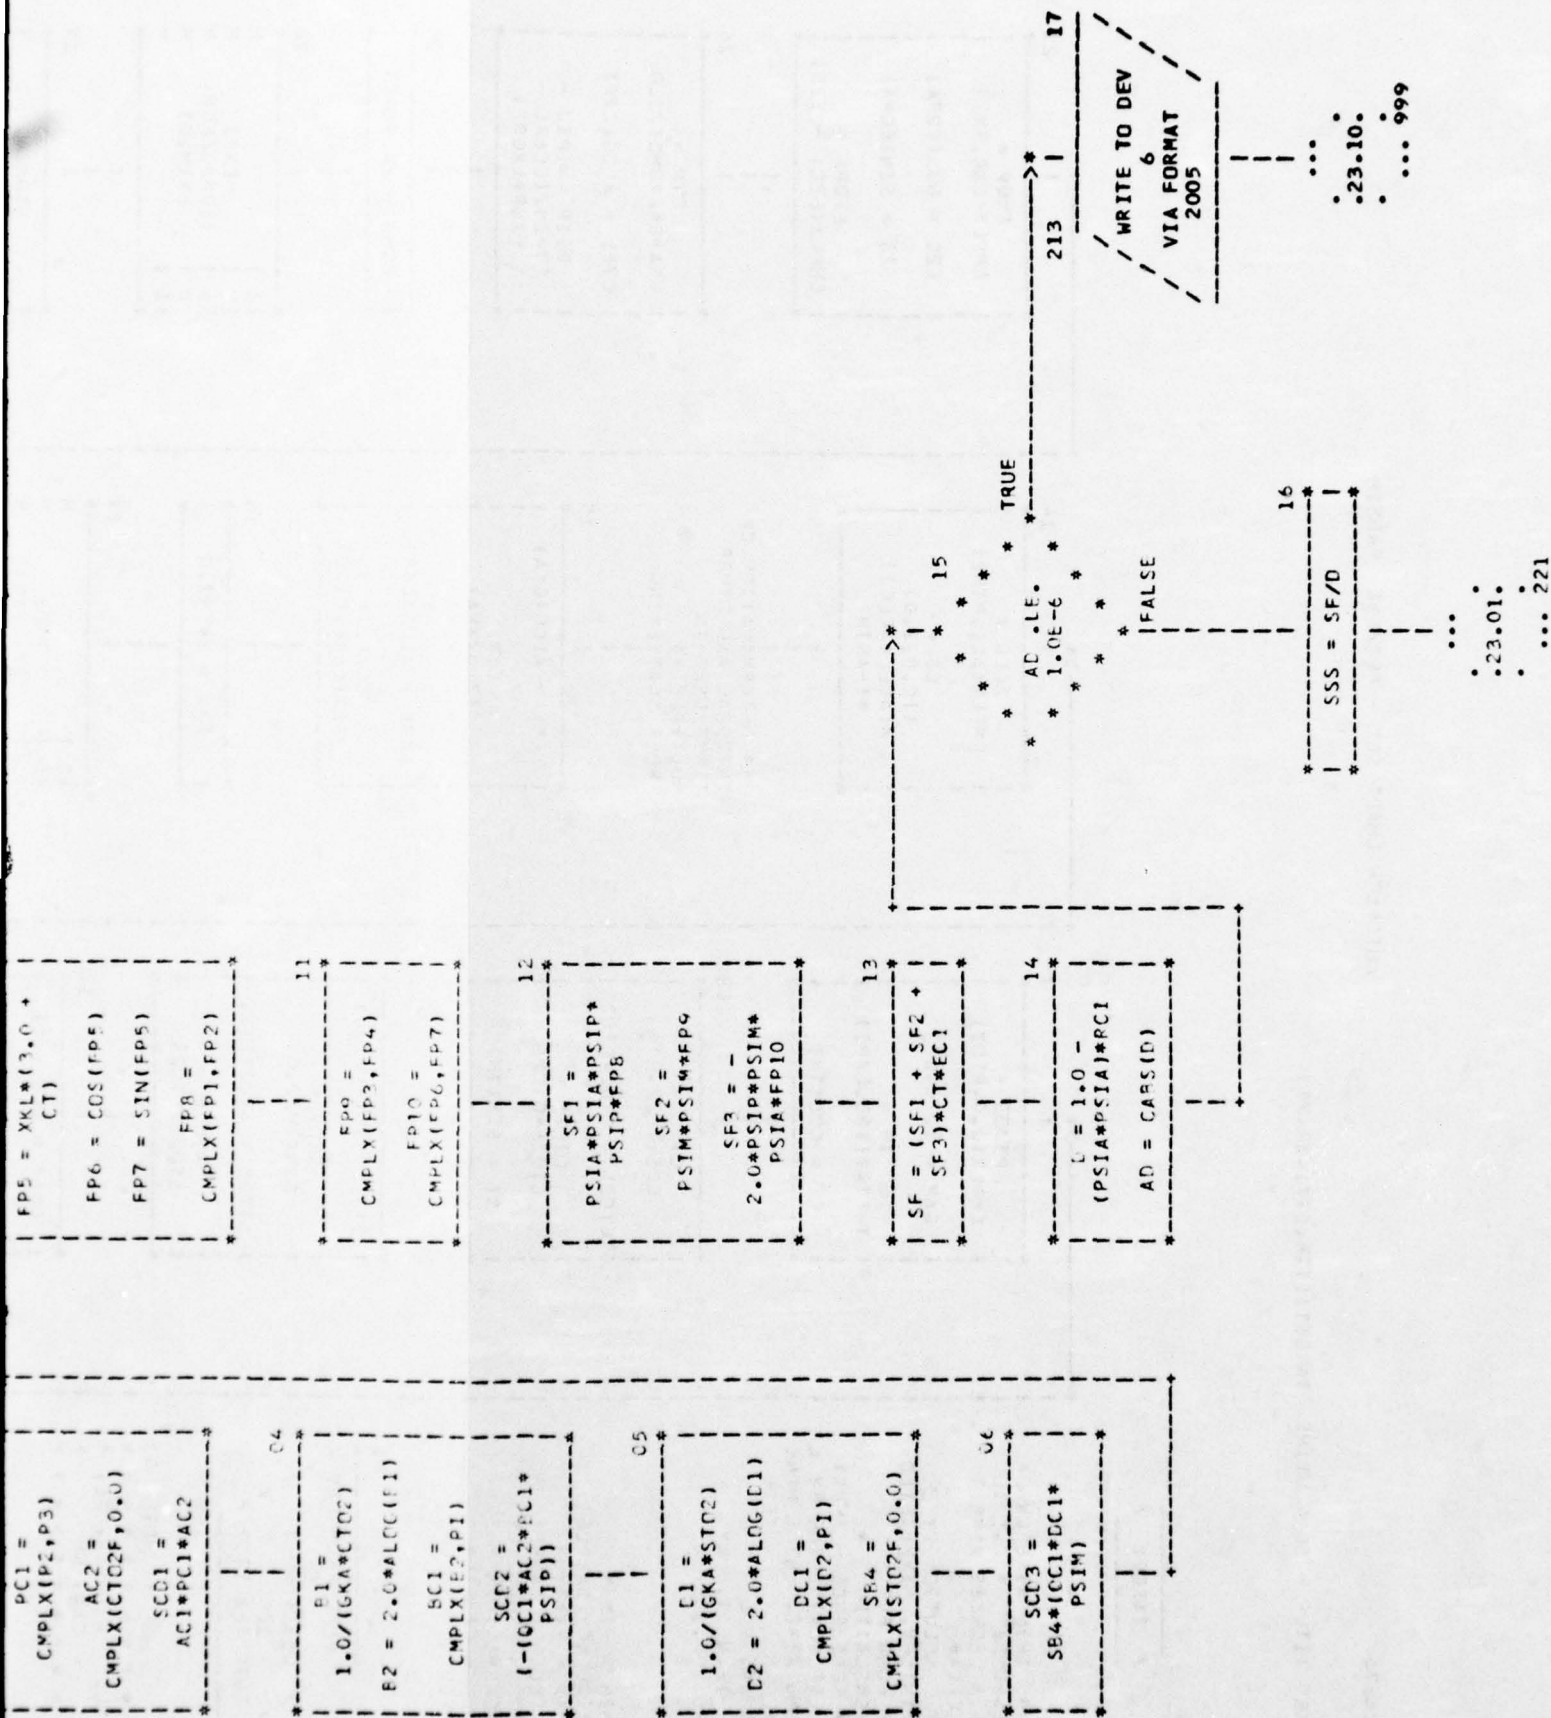 PC1 =
CMPLX(P2,P3)
AC2 =
CMPLX(CTO2F,0.0)
SCD1 =
AC1*PC1*AC2
04
B1 =
1.0/(GKA*CTO2)
B2 = 2.0*ALOG(B1)
BC1 =
CMPLX(B2,PI)
SCD2 =
(-(QC1*AC2*BC1*
PSIP))
05
D1 =
1.0/(GKA*STO2)
D2 = 2.0*ALOG(D1)
DC1 =
CMPLX(D2,PI)
SB4 =
CMPLX(STO2F,0.0)
06
SCD3 =
SB4*(QC1*DC1*
PSIM)
FP5 = XKL*(3.0 +
CT)
FP6 = COS(FP5)
FP7 = SIN(FP5)
FP8 =
CMPLX(FP1,FP2)
11
FP9 =
CMPLX(FP3,FP4)
FP10 =
CMPLX(FP6,FP7)
12
SF1 =
PSIA*PSIA*PSIP*
PSIP*FP8
SF2 =
PSIM*PSIM*FP9
SF3 = -
2.0*PSIP*PSIM*
PSIA*FP10
13
SF = (SF1 + SF2 +
SF3)*CT*EC1
14
D = 1.0 -
(PSIA*PSIA)*RC1
AD = CABS(D)
15
AD .LE.
1.0E-6
TRUE
FALSE
16
SSS = SF/D
.23.01.
... 221
213
17
WRITE TO DEV
6
VIA FORMAT
2005
.23.10.
... 999